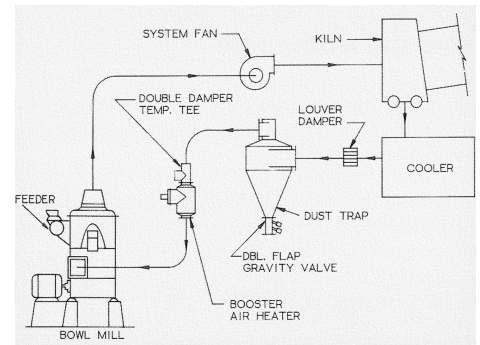 SYSTEM FAN
KILN
DOUBLE DAMPER
TEMP. TEE
LOUVER
DAMPER
COOLER
FEEDER
DUST TRAP
DBL. FLAP
GRAVITY VALVE
BOOSTER
AIR HEATER
BOWL MILL